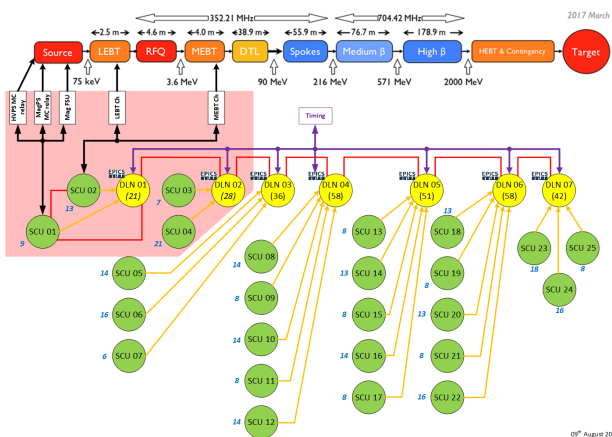 2017 March
352.21 MHz
704.42 MHz
2.5 m
4.6 m
4.0 m
38.9 m
55.9 m
76.7 m
178.9 m
Source
LEBT
RFQ
MEBT
DTL
Spokes
Medium β
High β
HEBT & Contingency
Target
75 keV
3.6 MeV
90 MeV
216 MeV
571 MeV
2000 MeV
HVPS MC relay
MagPS MC relay
Mag FSU
LEBT Ch
MEBT Ch
Timing
EPICS
EPICS
EPICS
EPICS
EPICS
EPICS
EPICS
SCU 02
13
DLN 01
(21)
SCU 03
7
DLN 02
(28)
DLN 03
(36)
DLN 04
(58)
DLN 05
(51)
DLN 06
(58)
DLN 07
(42)
SCU 01
9
SCU 04
21
SCU 13
8
SCU 18
13
SCU 23
18
SCU 25
8
SCU 05
14
SCU 08
14
SCU 14
13
SCU 19
8
SCU 24
16
SCU 06
16
SCU 09
8
SCU 15
8
SCU 20
13
SCU 07
6
SCU 10
14
SCU 16
14
SCU 21
8
SCU 11
8
SCU 17
8
SCU 22
16
SCU 12
14
09th August 20